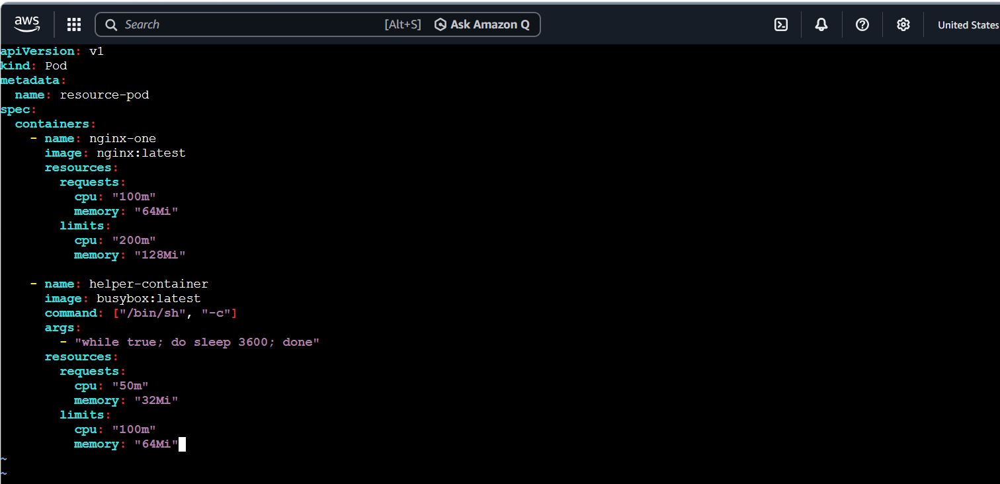 aws Search [Alt+S] Ask Amazon Q United States
apiVersion: v1
kind: Pod
metadata:
  name: resource-pod
spec:
  containers:
    - name: nginx-one
      image: nginx:latest
      resources:
        requests:
          cpu: "100m"
          memory: "64Mi"
        limits:
          cpu: "200m"
          memory: "128Mi"

    - name: helper-container
      image: busybox:latest
      command: ["/bin/sh", "-c"]
      args:
        - "while true; do sleep 3600; done"
      resources:
        requests:
          cpu: "50m"
          memory: "32Mi"
        limits:
          cpu: "100m"
          memory: "64Mi"
~
~